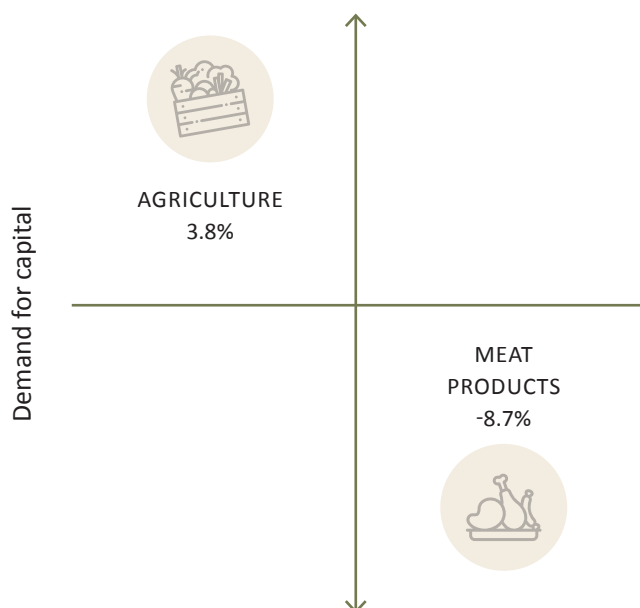 AGRICULTURE
3.8%
Demand for capital
MEAT
PRODUCTS
-8.7%